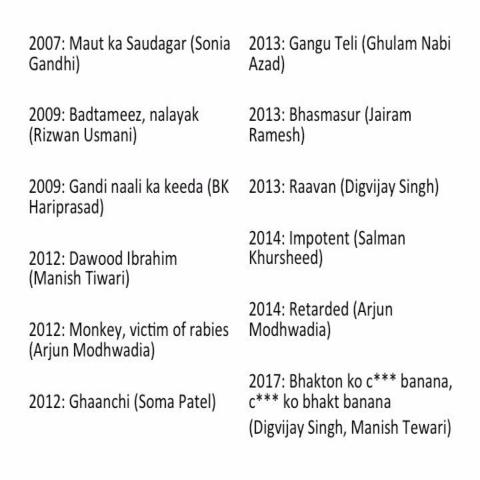 2007: Maut ka Saudagar (Sonia
Gandhi)
2009: Badtameez, nalayak
(Rizwan Usmani)
2009: Gandi naali ka keeda (BK
Hariprasad)
2012: Dawood Ibrahim
(Manish Tiwari)
2012: Monkey, victim of rabies
(Arjun Modhwadia)
2012: Ghaanchi (Soma Patel)
2013: Gangu Teli (Ghulam Nabi
Azad)
2013: Bhasmasur (Jairam
Ramesh)
2013: Raavan (Digvijay Singh)
2014: Impotent (Salman
Khursheed)
2014: Retarded (Arjun
Modhwadia)
2017: Bhakton ko c*** banana,
c*** ko bhakt banana
(Digvijay Singh, Manish Tewari)